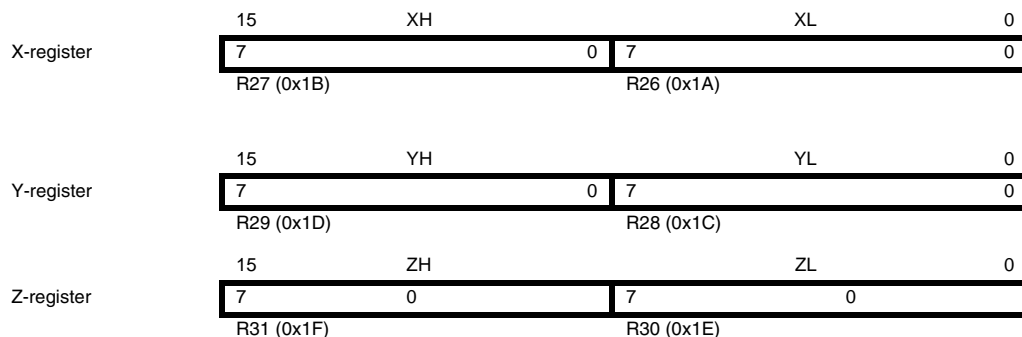 15 XH XL 0
X-register 7 0 7 0
R27 (0x1B) R26 (0x1A)
15 YH YL 0
Y-register 7 0 7 0
R29 (0x1D) R28 (0x1C)
15 ZH ZL 0
Z-register 7 0 7 0
R31 (0x1F) R30 (0x1E)